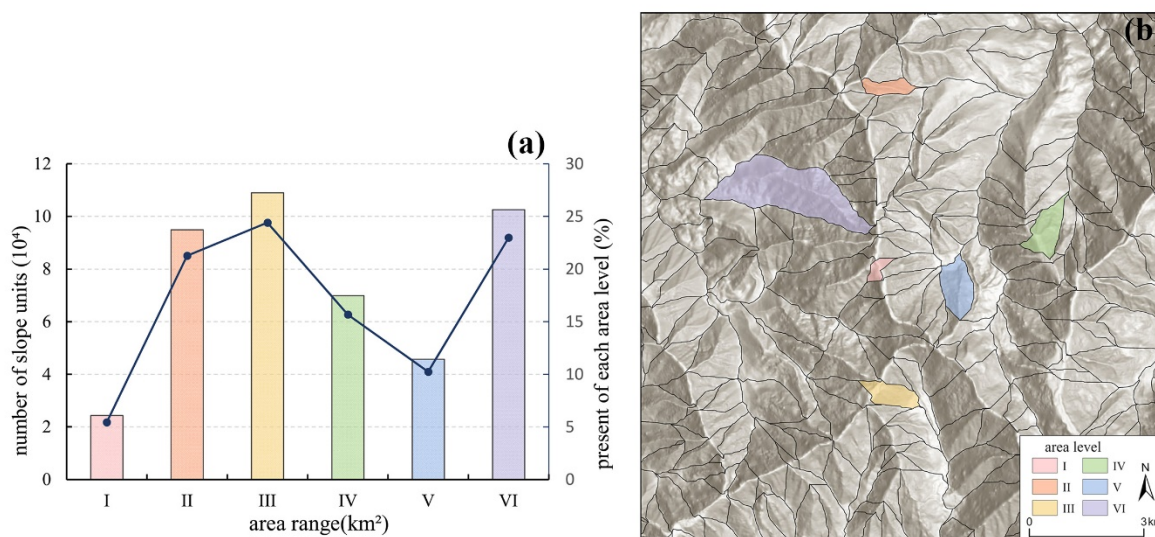 (a)
12
10
8
6
4
2
0
number of slope units (10⁴)
30
25
20
15
10
5
0
present of each area level (%)
I II III IV V VI
area range(km²)
(b)
area level
I IV
II V
III VI
N
0 3km